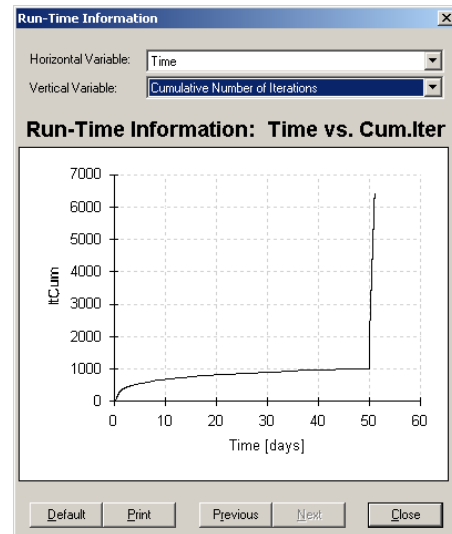 Run-Time Information
Horizontal Variable: Time
Vertical Variable: Cumulative Number of Iterations
Run-Time Information: Time vs. Cum.Iter
7000
6000
5000
4000
3000
2000
1000
0
ItCum
0 10 20 30 40 50 60
Time [days]
Default Print Previous Next Close